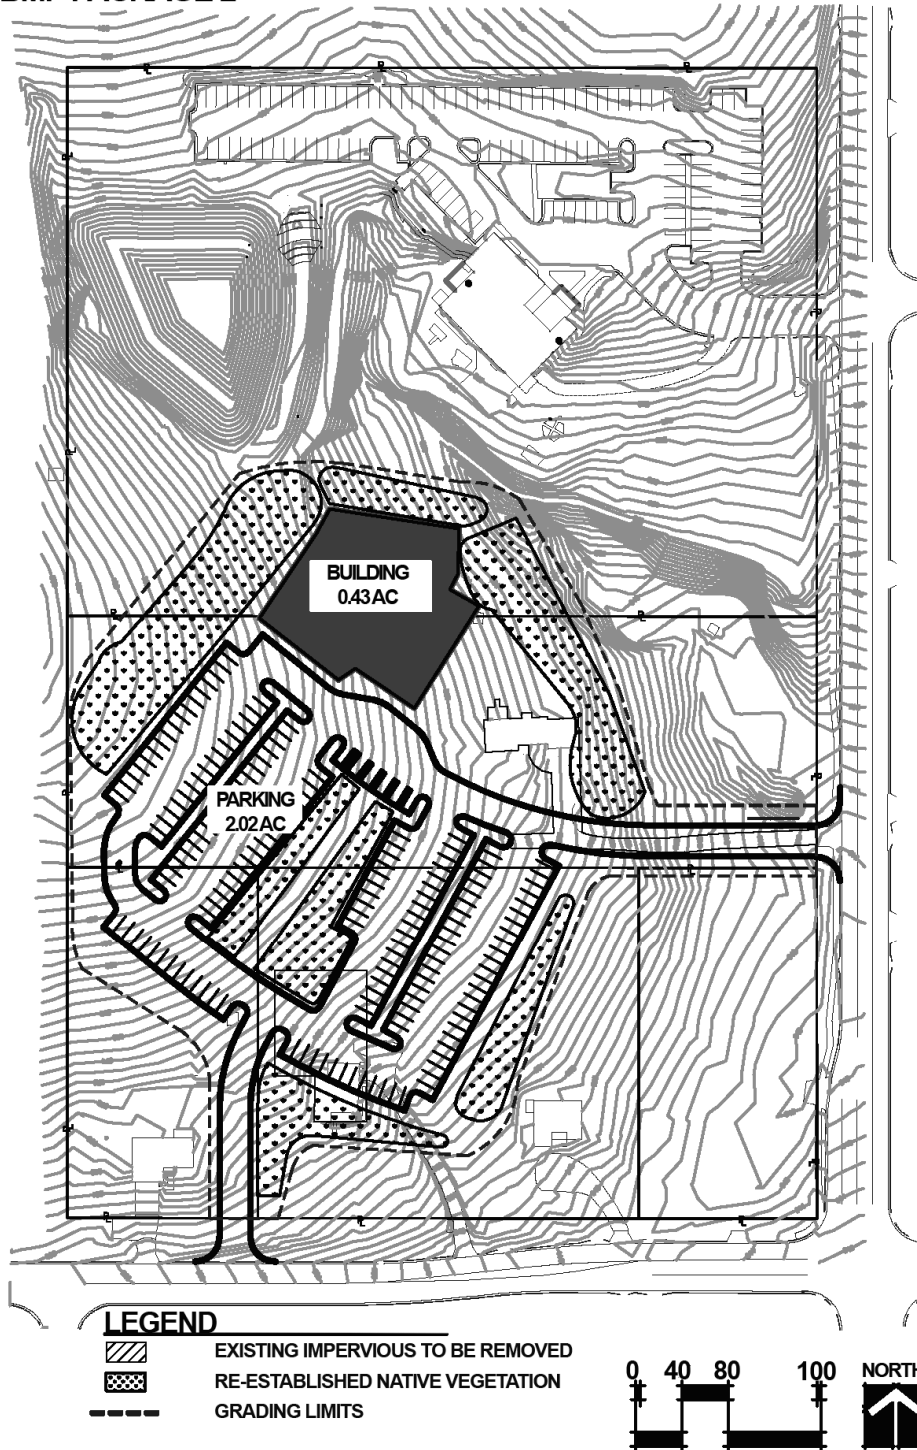 BUILDING
0.43 AC
PARKING
2.02 AC
LEGEND
EXISTING IMPERVIOUS TO BE REMOVED
RE-ESTABLISHED NATIVE VEGETATION
GRADING LIMITS
0 40 80 100
NORTH